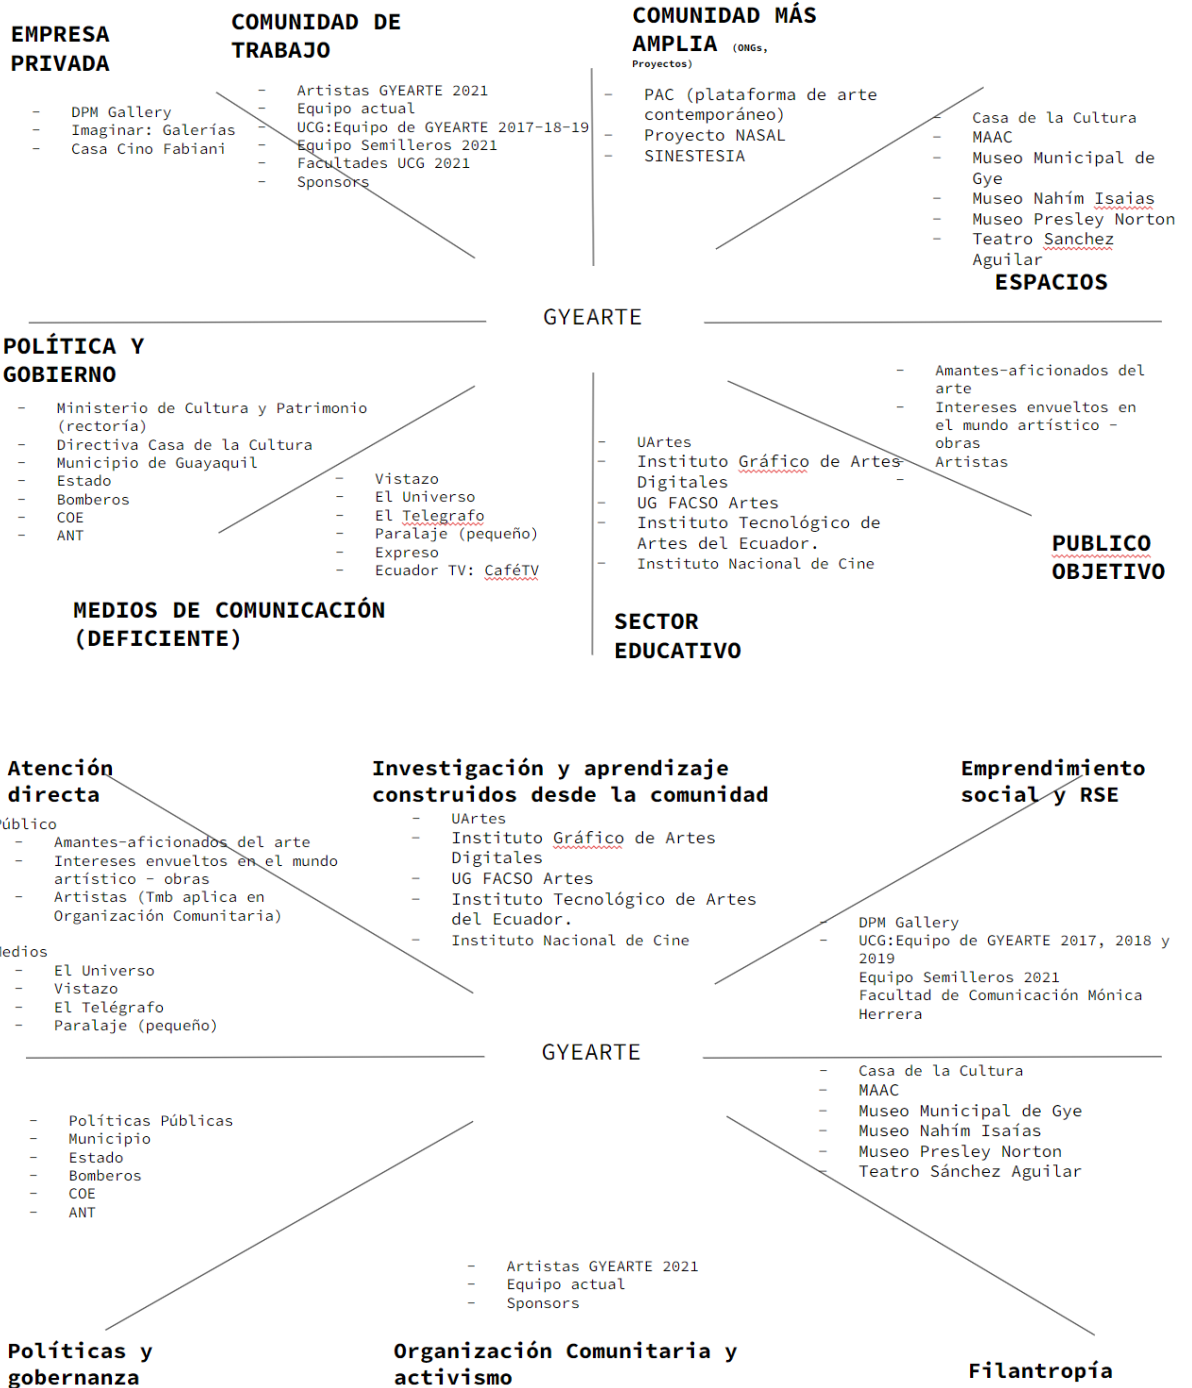 EMPRESA
PRIVADA
- DPM Gallery
- Imaginar: Galerías
- Casa Cino Fabiani
COMUNIDAD DE
TRABAJO
- Artistas GYEARTE 2021
- Equipo actual
- UCG:Equipo de GYEARTE 2017-18-19
- Equipo Semilleros 2021
- Facultades UCG 2021
- Sponsors
COMUNIDAD MÁS
AMPLIA (ONGs,
Proyectos)
- PAC (plataforma de arte
contemporáneo)
- Proyecto NASAL
- SINESTESIA
- Casa de la Cultura
- MAAC
- Museo Municipal de
Gye
- Museo Nahím Isaias
- Museo Presley Norton
- Teatro Sanchez
Aguilar
ESPACIOS
GYEARTE
POLÍTICA Y
GOBIERNO
- Ministerio de Cultura y Patrimonio
(rectoría)
- Directiva Casa de la Cultura
- Municipio de Guayaquil
- Estado
- Bomberos
- COE
- ANT
- Vistazo
- El Universo
- El Telegrafo
- Paralaje (pequeño)
- Expreso
- Ecuador TV: CaféTV
MEDIOS DE COMUNICACIÓN
(DEFICIENTE)
- UArtes
- Instituto Gráfico de Artes
Digitales
- UG FACSO Artes
- Instituto Tecnológico de
Artes del Ecuador.
- Instituto Nacional de Cine
SECTOR
EDUCATIVO
- Amantes-aficionados del
arte
- Intereses envueltos en
el mundo artístico -
obras
- Artistas
-
PUBLICO
OBJETIVO
Atención
directa
Público
- Amantes-aficionados del arte
- Intereses envueltos en el mundo
artístico - obras
- Artistas (Tmb aplica en
Organización Comunitaria)
Medios
- El Universo
- Vistazo
- El Telégrafo
- Paralaje (pequeño)
Investigación y aprendizaje
construidos desde la comunidad
- UArtes
- Instituto Gráfico de Artes
Digitales
- UG FACSO Artes
- Instituto Tecnológico de Artes
del Ecuador.
- Instituto Nacional de Cine
Emprendimiento
social y RSE
- DPM Gallery
- UCG:Equipo de GYEARTE 2017, 2018 y
2019
Equipo Semilleros 2021
Facultad de Comunicación Mónica
Herrera
GYEARTE
- Políticas Públicas
- Municipio
- Estado
- Bomberos
- COE
- ANT
Políticas y
gobernanza
- Artistas GYEARTE 2021
- Equipo actual
- Sponsors
Organización Comunitaria y
activismo
- Casa de la Cultura
- MAAC
- Museo Municipal de Gye
- Museo Nahím Isaías
- Museo Presley Norton
- Teatro Sánchez Aguilar
Filantropía